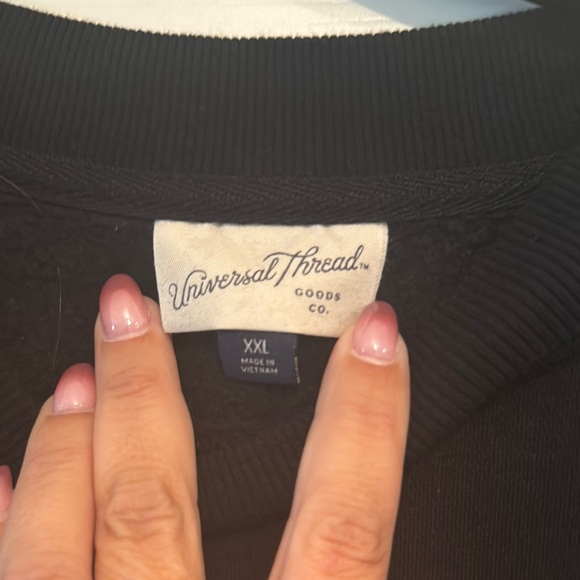 Universal Thread™
GOODS
CO.
XXL
MADE IN
VIETNAM